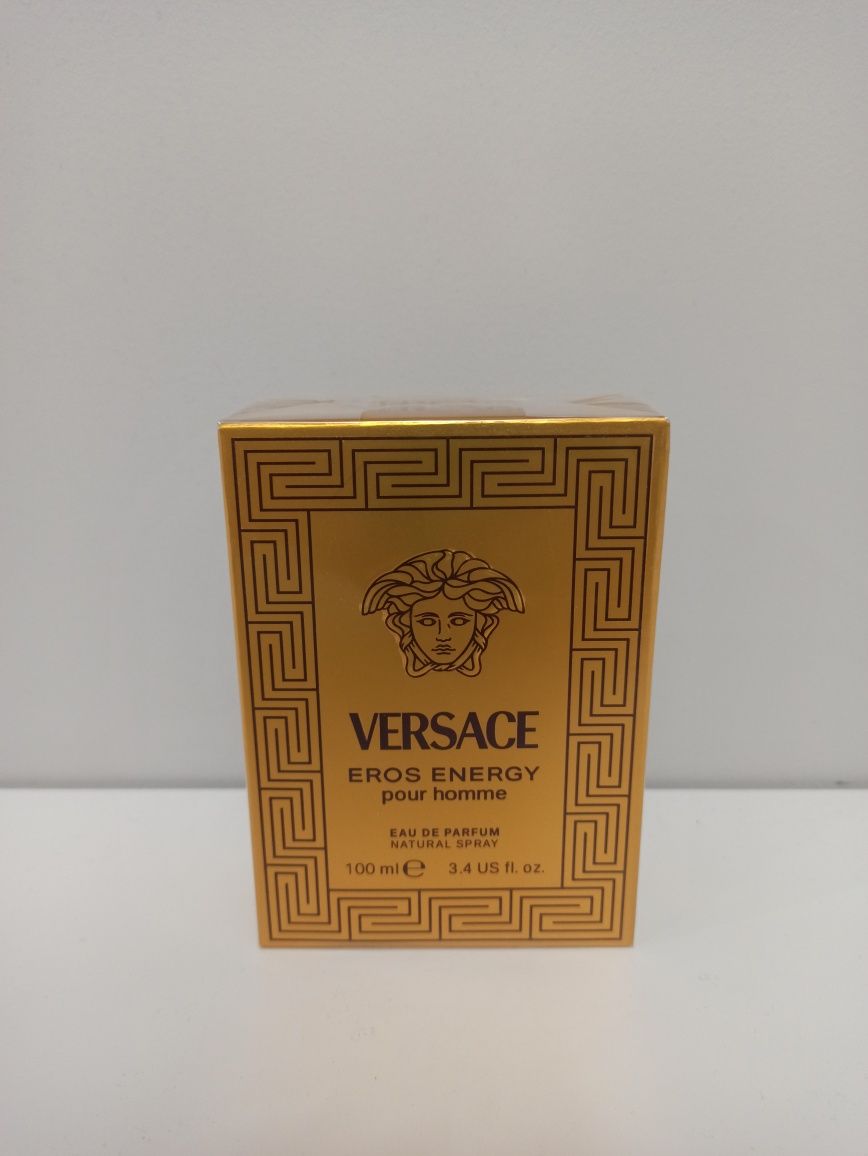 VERSACE
EROS ENERGY
pour homme
EAU DE PARFUM
NATURAL SPRAY
100 ml ℮ 3.4 US fl. oz.